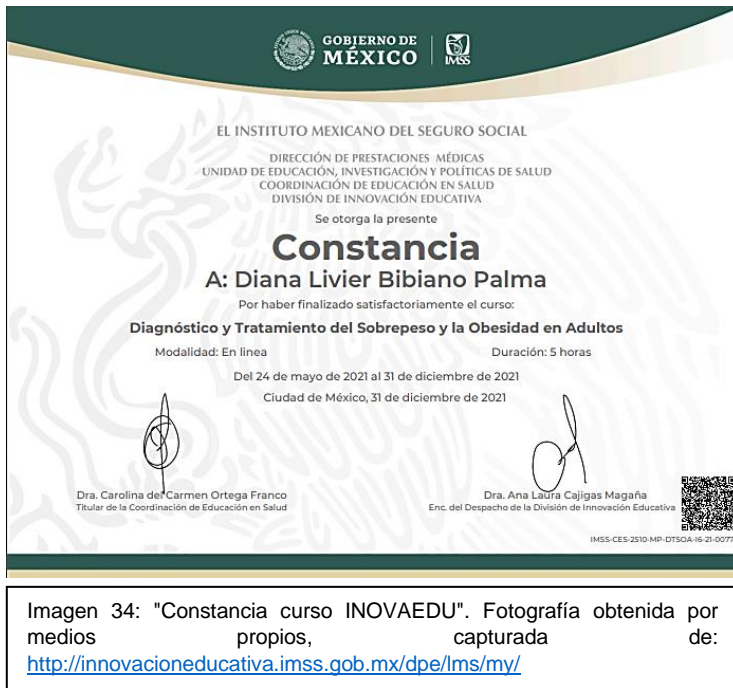 GOBIERNO DE
MÉXICO
IMSS
EL INSTITUTO MEXICANO DEL SEGURO SOCIAL
DIRECCIÓN DE PRESTACIONES MÉDICAS
UNIDAD DE EDUCACIÓN, INVESTIGACIÓN Y POLÍTICAS DE SALUD
COORDINACIÓN DE EDUCACIÓN EN SALUD
DIVISIÓN DE INNOVACIÓN EDUCATIVA
Se otorga la presente
Constancia
A: Diana Livier Bibiano Palma
Por haber finalizado satisfactoriamente el curso:
Diagnóstico y Tratamiento del Sobrepeso y la Obesidad en Adultos
Modalidad: En linea
Duración: 5 horas
Del 24 de mayo de 2021 al 31 de diciembre de 2021
Ciudad de México, 31 de diciembre de 2021
Dra. Carolina del Carmen Ortega Franco
Titular de la Coordinación de Educación en Salud
Dra. Ana Laura Cajigas Magaña
Enc. del Despacho de la División de Innovación Educativa
IMSS-CES-2510-MP-DTSOA-I6-21-0077
Imagen 34: "Constancia curso INOVAEDU". Fotografía obtenida por
medios propios, capturada de:
http://innovacioneducativa.imss.gob.mx/dpe/lms/my/